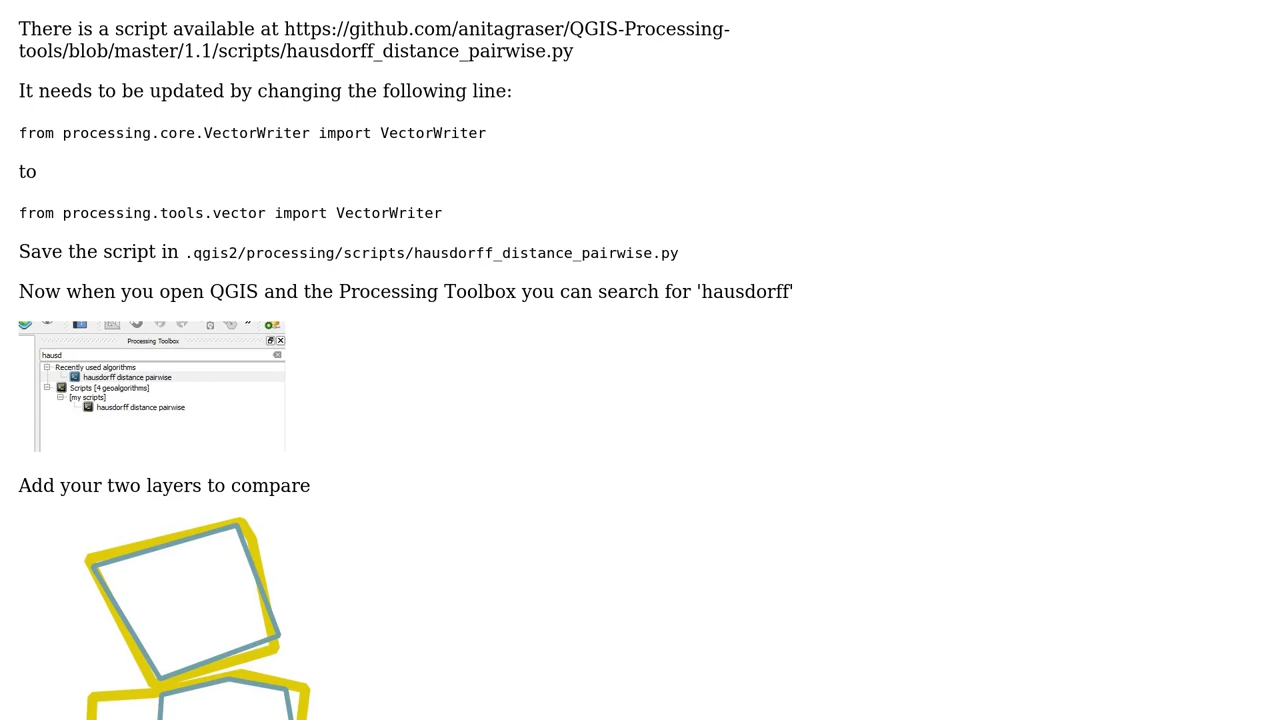 There is a script available at https://github.com/anitagraser/QGIS-Processing-
tools/blob/master/1.1/scripts/hausdorff_distance_pairwise.py
It needs to be updated by changing the following line:
from processing.core.VectorWriter import VectorWriter
to
from processing.tools.vector import VectorWriter
Save the script in .qgis2/processing/scripts/hausdorff_distance_pairwise.py
Now when you open QGIS and the Processing Toolbox you can search for 'hausdorff'
Processing Toolbox
hausd
Recently used algorithms
hausdorff distance pairwise
Scripts [4 geoalgorithms]
[my scripts]
hausdorff distance pairwise
Add your two layers to compare